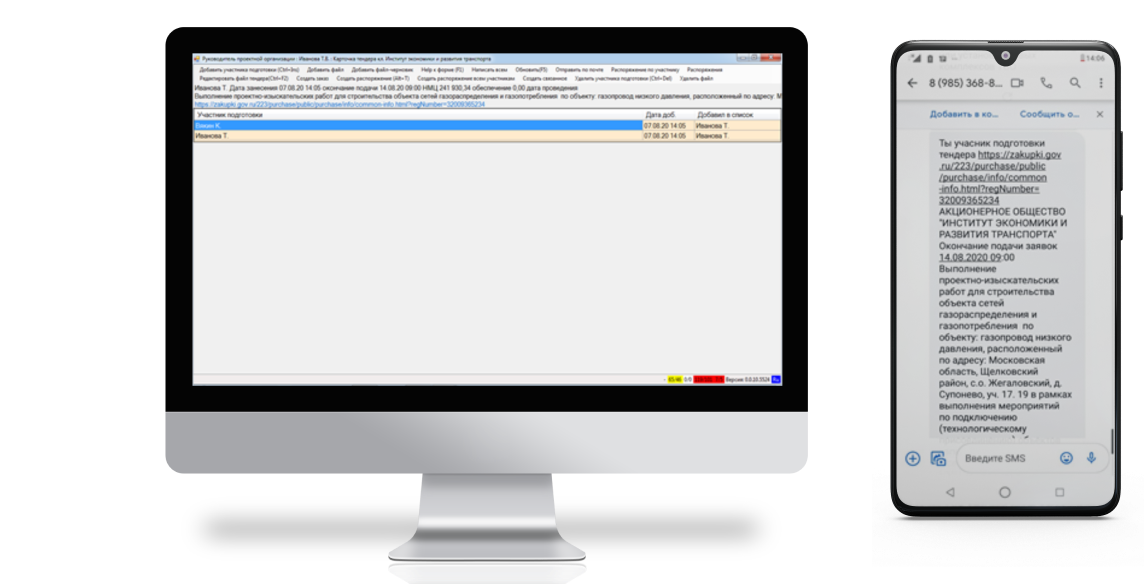 Руководитель проектной организации : Иванова Т.В. : Карточка тендера кл. Институт экономики и развития транспорта
Добавить участника подготовки (Ctrl+Ins) Добавить файл Добавить файл-черновик Help к форме (F1) Написать всем Обновить(F5) Отправить по почте Распоряжение по участнику Распоряжения
Редактировать файл тендера(Ctrl+F2) Создать заказ Создать распоряжение (Alt+T) Создать распоряжение всем участникам Создать связанное Удалить участника подготовки (Ctrl+Del) Удалить файл
Иванова Т. Дата занесения 07.08.20 14:05 окончание подачи 14.08.20 09:00 НМЦ 241 930,34 обеспечение 0,00 дата проведения
Выполнение проектно-изыскательских работ для строительства объекта сетей газораспределения и газопотребления по объекту: газопровод низкого давления, расположенный по адресу: М
https://zakupki.gov.ru/223/purchase/public/purchase/info/common-info.html?regNumber=32009365234
Участник подготовки Дата доб. Добавил в список
07.08.20 14:05 Иванова Т.
Иванова Т. 07.08.20 14:05 Иванова Т.
65/46 0/0 Версия: 9.0.10.3524 Ru
14:06
8 (985) 368-8...
Добавить в ко... Сообщить о...
Ты учасник подготовки
тендера https://zakupki.gov
.ru/223/purchase/public
/purchase/info/common
-info.html?regNumber=
32009365234
АКЦИОНЕРНОЕ ОБЩЕСТВО
"ИНСТИТУТ ЭКОНОМИКИ И
РАЗВИТИЯ ТРАНСПОРТА"
Окончание подачи заявок
14.08.2020 09:00
Выполнение
проектно-изыскательских
работ для строительства
объекта сетей
газораспределения и
газопотребления по
объекту: газопровод низкого
давления, расположенный
по адресу: Московская
область, Щелковский
район, с.о. Жегаловский, д.
Супонево, уч. 17. 19 в рамках
выполнения мероприятий
по подключению
(технологическому
Введите SMS